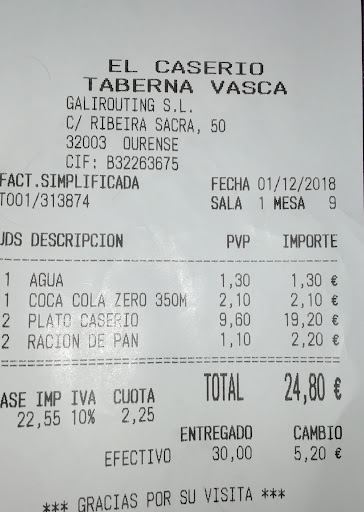 EL CASERIO
TABERNA VASCA
GALIROUTING S.L.
C/ RIBEIRA SACRA, 50
32003 OURENSE
CIF: B32263675
FACT.SIMPLIFICADA FECHA 01/12/2018
T001/313874 SALA 1 MESA 9
UDS DESCRIPCION PVP IMPORTE
1 AGUA 1,30 1,30 €
1 COCA COLA ZERO 350M 2,10 2,10 €
2 PLATO CASERIO 9,60 19,20 €
2 RACION DE PAN 1,10 2,20 €
ASE IMP IVA CUOTA TOTAL 24,80 €
22,55 10% 2,25
ENTREGADO CAMBIO
EFECTIVO 30,00 5,20 €
*** GRACIAS POR SU VISITA ***